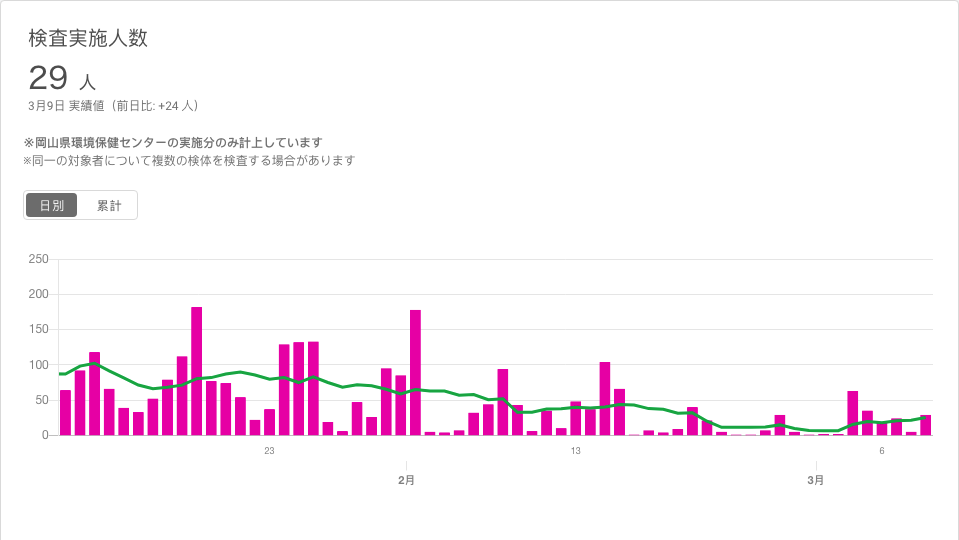 検査実施人数
29 人
3月9日 実績値（前日比: +24 人）
※岡山県環境保健センターの実施分のみ計上しています
※同一の対象者について複数の検体を検査する場合があります
日別 累計
250
200
150
100
50
0
23 13 6
2月 3月